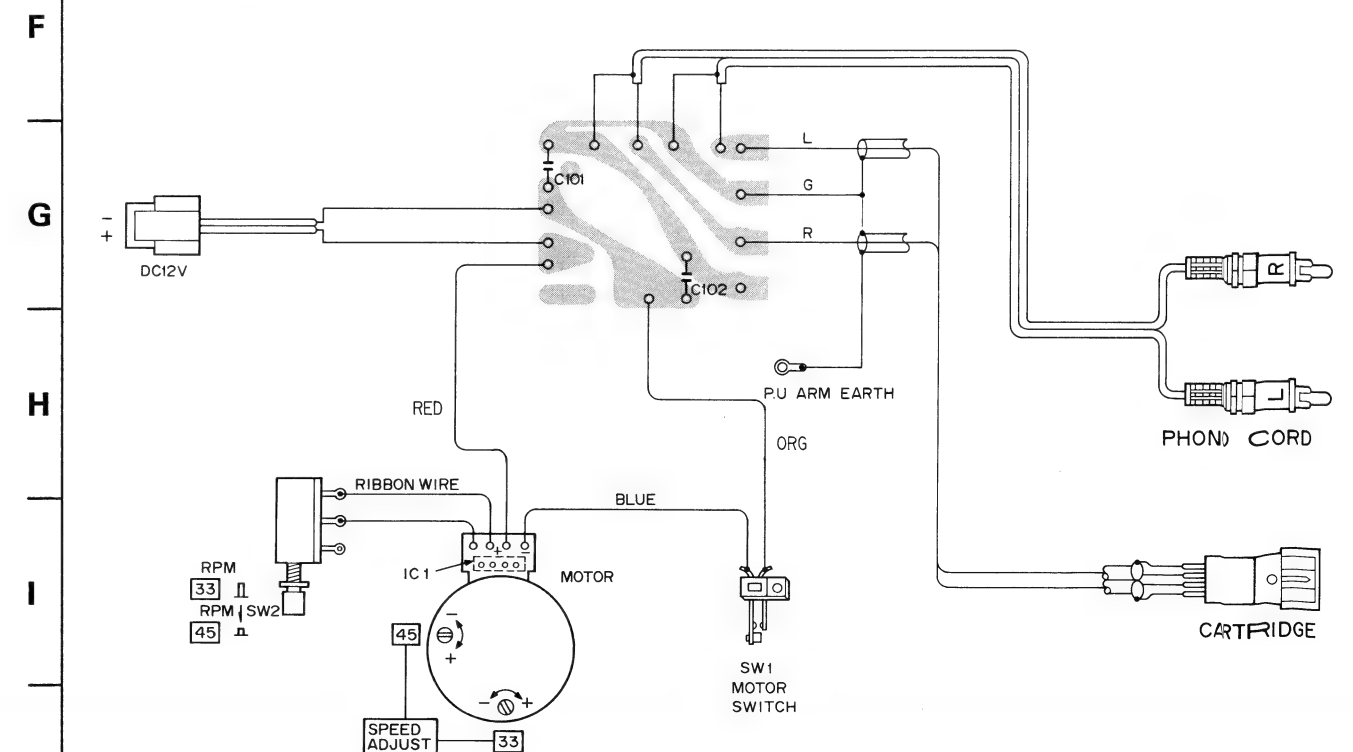 F
L
C101
G
G
R
−
+
DC12V
C102
R
P.U ARM EARTH
H
RED
L
ORG
PHONO CORD
RIBBON WIRE
BLUE
+
−
IC1
MOTOR
I
RPM
33
RPM SW2
45
CARTRIDGE
−
45
+
SW1
MOTOR
SWITCH
− +
SPEED
ADJUST
33